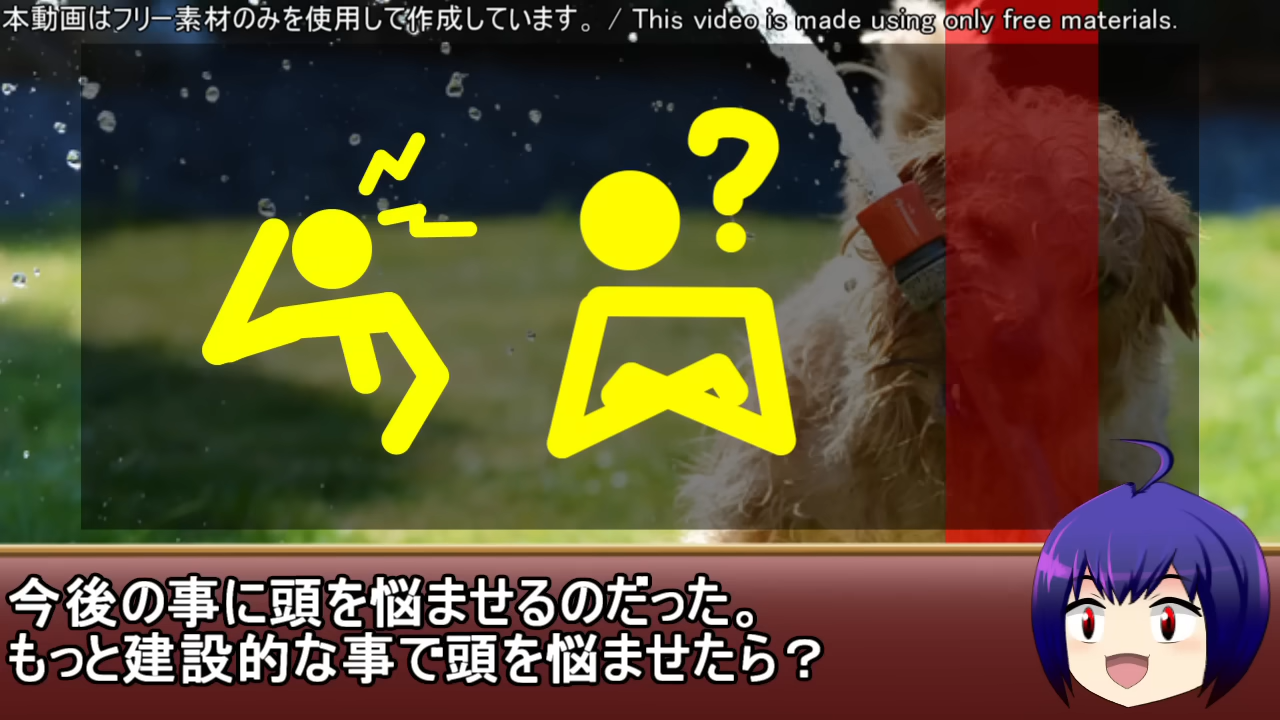 本動画はフリー素材のみを使用して作成しています。 / This video is made using only free materials.
?
今後の事に頭を悩ませるのだった。
もっと建設的な事で頭を悩ませたら？